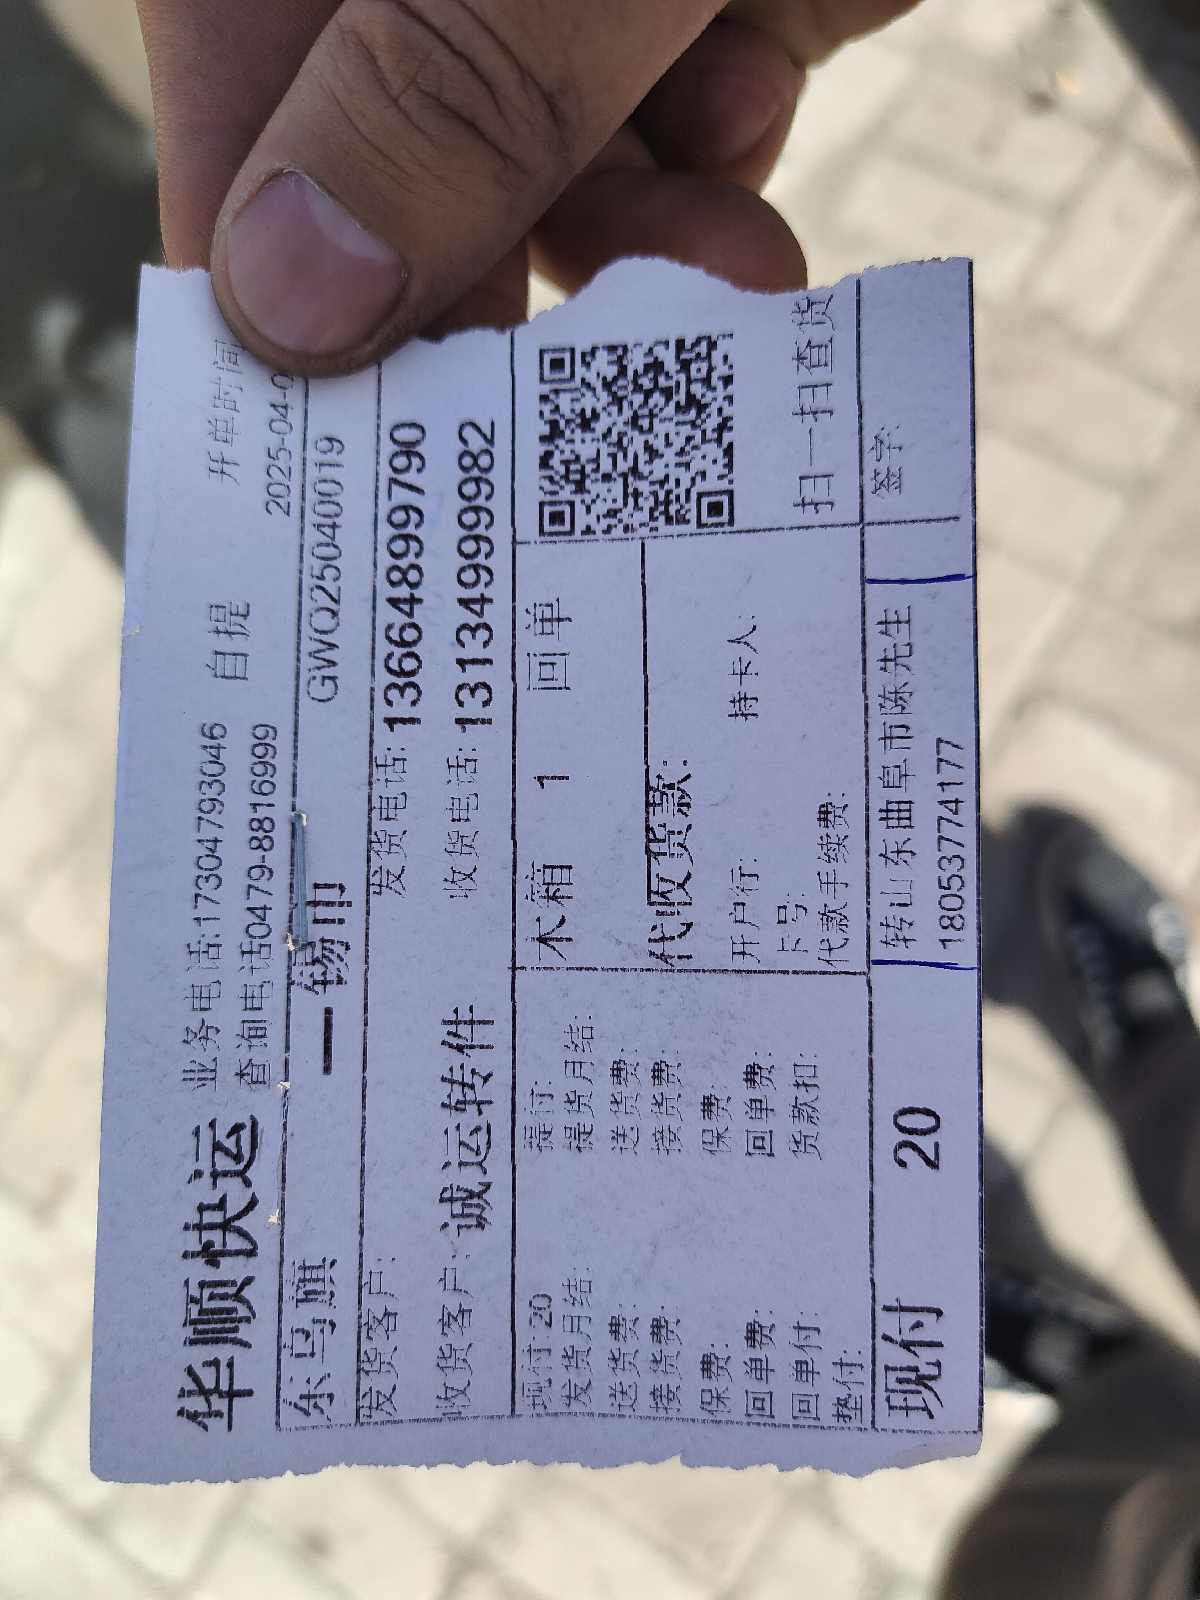 华顺快运 业务电话:17304793046 自提 开单时间
查询电话0479-8816999 2025-04-0
东乌旗 — 锡市 GWQ25040019
发货客户: 发货电话: 13664899790
收货客户: 诚运转件 收货电话: 13134999982
现付:20 提付: 木箱 1 回单
发货月结: 提货月结:
送货费: 送货费:
接货费: 接货费: 代收货款:
保费: 保费:
回单费: 回单费: 开户行: 持卡人:
回单付: 货款扣: 卡号:
垫付: 代款手续费: 扫一扫查货
现付 20 转山东曲阜市陈先生 签字:
18053774177